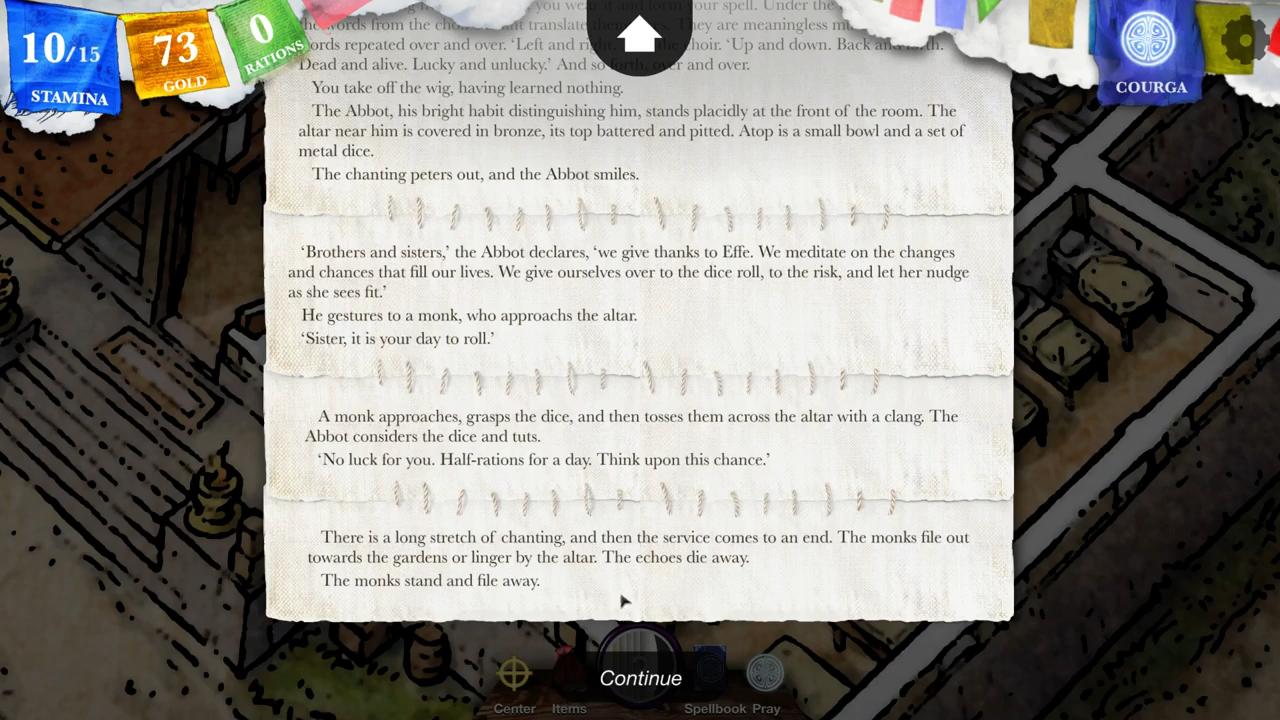 10/15
STAMINA
73
GOLD
0
RATIONS
COURGA
you wear it and form your spell. Under the
words from the
translate
They are meaningless
words repeated over and over. ‘Left and right,
the choir. ‘Up and down. Back and forth.
Dead and alive. Lucky and unlucky.’ And so forth, over and over.
You take off the wig, having learned nothing.
The Abbot, his bright habit distinguishing him, stands placidly at the front of the room. The
altar near him is covered in bronze, its top battered and pitted. Atop is a small bowl and a set of
metal dice.
The chanting peters out, and the Abbot smiles.
‘Brothers and sisters,’ the Abbot declares, ‘we give thanks to Effe. We meditate on the changes
and chances that fill our lives. We give ourselves over to the dice roll, to the risk, and let her nudge
as she sees fit.’
He gestures to a monk, who approachs the altar.
‘Sister, it is your day to roll.’
A monk approaches, grasps the dice, and then tosses them across the altar with a clang. The
Abbot considers the dice and tuts.
‘No luck for you. Half-rations for a day. Think upon this chance.’
There is a long stretch of chanting, and then the service comes to an end. The monks file out
towards the gardens or linger by the altar. The echoes die away.
The monks stand and file away.
Continue
Center
Items
Spellbook
Pray